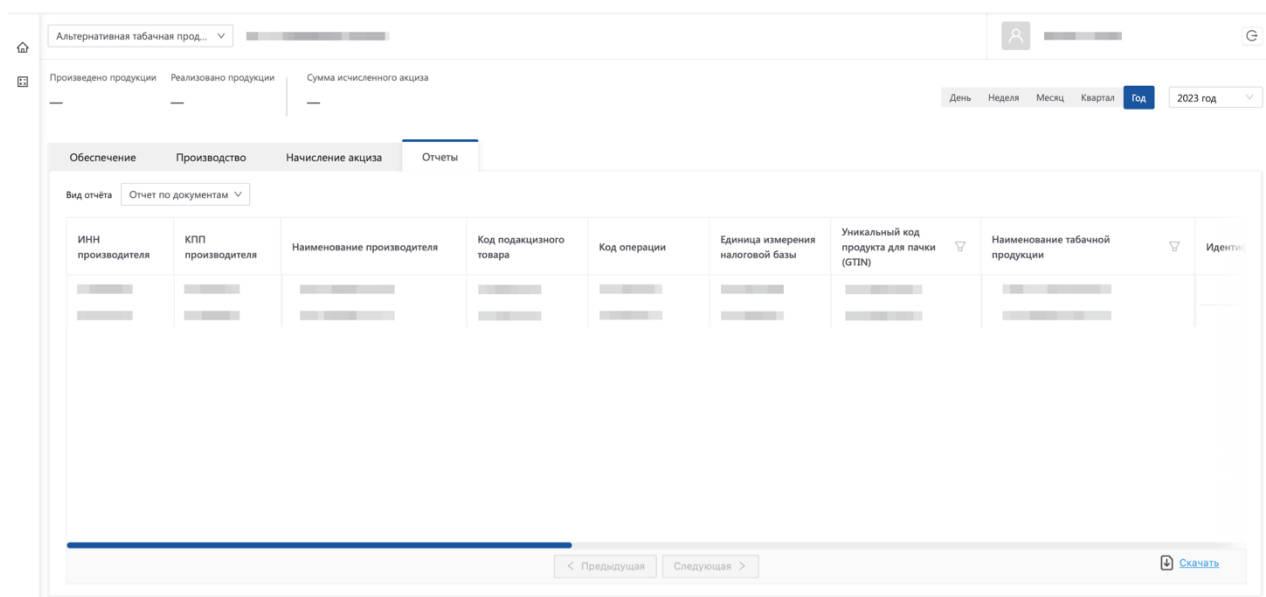 Альтернативная табачная прод...
Произведено продукции Реализовано продукции Сумма исчисленного акциза
— — —
День Неделя Месяц Квартал Год 2023 год
Обеспечение Производство Начисление акциза Отчеты
Вид отчёта Отчет по документам
ИНН производителя
КПП производителя
Наименование производителя
Код подакцизного товара
Код операции
Единица измерения налоговой базы
Уникальный код продукта для пачки (GTIN)
Наименование табачной продукции
< Предыдущая Следующая >
Скачать